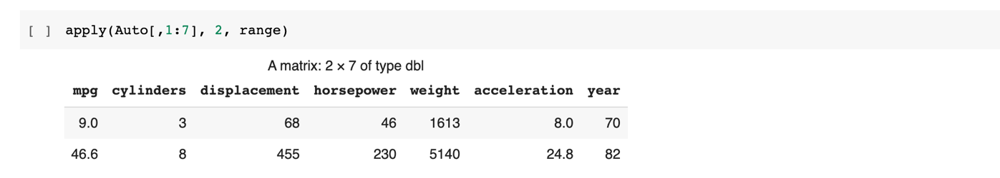 [ ] apply(Auto[,1:7], 2, range)
A matrix: 2 × 7 of type dbl
mpg cylinders displacement horsepower weight acceleration year
9.0 3 68 46 1613 8.0 70
46.6 8 455 230 5140 24.8 82